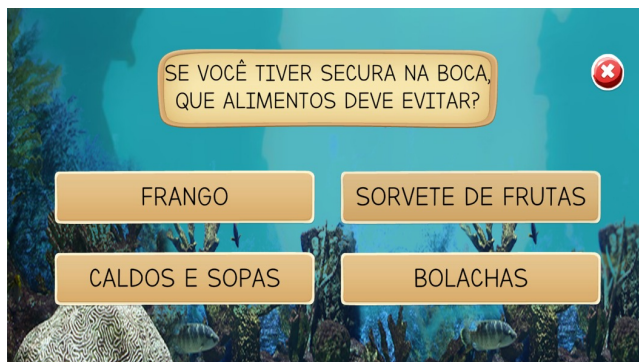 SE VOCÊ TIVER SECURA NA BOCA,
QUE ALIMENTOS DEVE EVITAR?
FRANGO
SORVETE DE FRUTAS
CALDOS E SOPAS
BOLACHAS